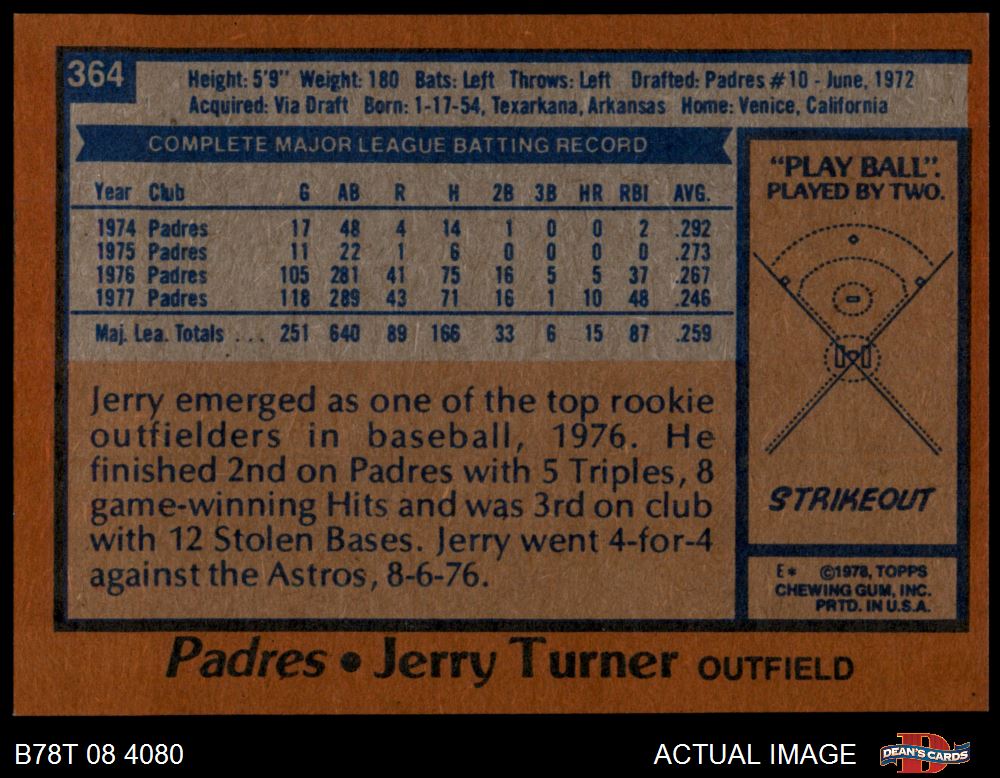 364
Height: 5'9" Weight: 180 Bats: Left Throws: Left Drafted: Padres #10 - June, 1972
Acquired: Via Draft Born: 1-17-54, Texarkana, Arkansas Home: Venice, California
COMPLETE MAJOR LEAGUE BATTING RECORD
Year Club G AB R H 2B 3B HR RBI AVG.
1974 Padres 17 48 4 14 1 0 0 2 .292
1975 Padres 11 22 1 6 0 0 0 0 .273
1976 Padres 105 281 41 75 16 5 5 37 .267
1977 Padres 118 289 43 71 16 1 10 48 .246
Maj. Lea. Totals ... 251 640 89 166 33 6 15 87 .259
Jerry emerged as one of the top rookie
outfielders in baseball, 1976. He
finished 2nd on Padres with 5 Triples, 8
game-winning Hits and was 3rd on club
with 12 Stolen Bases. Jerry went 4-for-4
against the Astros, 8-6-76.
"PLAY BALL":
PLAYED BY TWO.
STRIKEOUT
E* ©1978, TOPPS
CHEWING GUM, INC.
PRTD. IN U.S.A.
Padres • Jerry Turner OUTFIELD
B78T 08 4080
ACTUAL IMAGE
DEAN'S CARDS